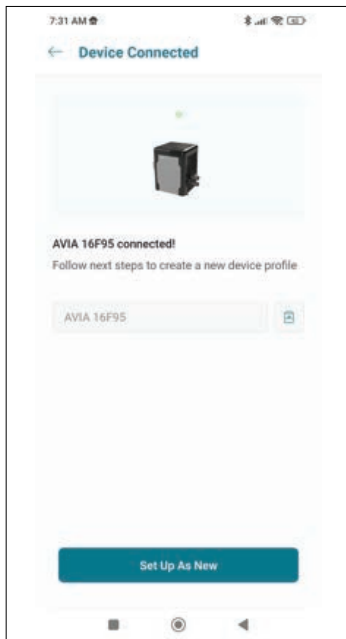 7:31 AM
Device Connected
AVIA 16F95 connected!
Follow next steps to create a new device profile
AVIA 16F95
Set Up As New